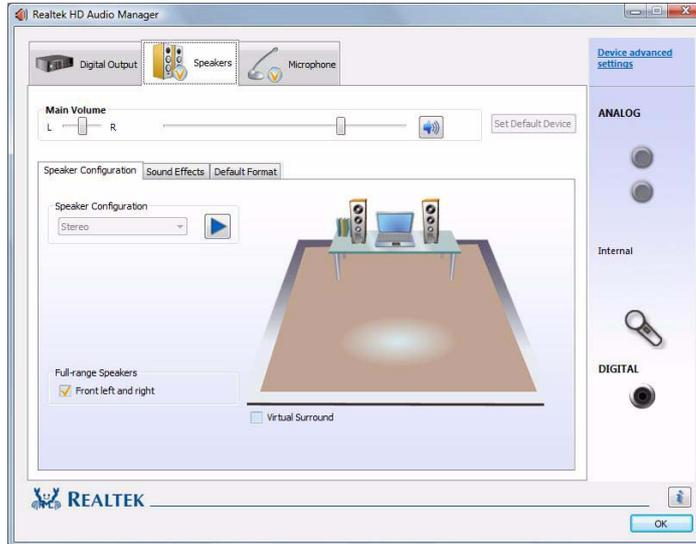 Realtek HD Audio Manager
Digital Output
Speakers
Microphone
Device advanced
settings
Main Volume
L
R
Set Default Device
ANALOG
Speaker Configuration
Sound Effects
Default Format
Speaker Configuration
Stereo
Internal
Full-range Speakers
Front left and right
DIGITAL
Virtual Surround
REALTEK
OK